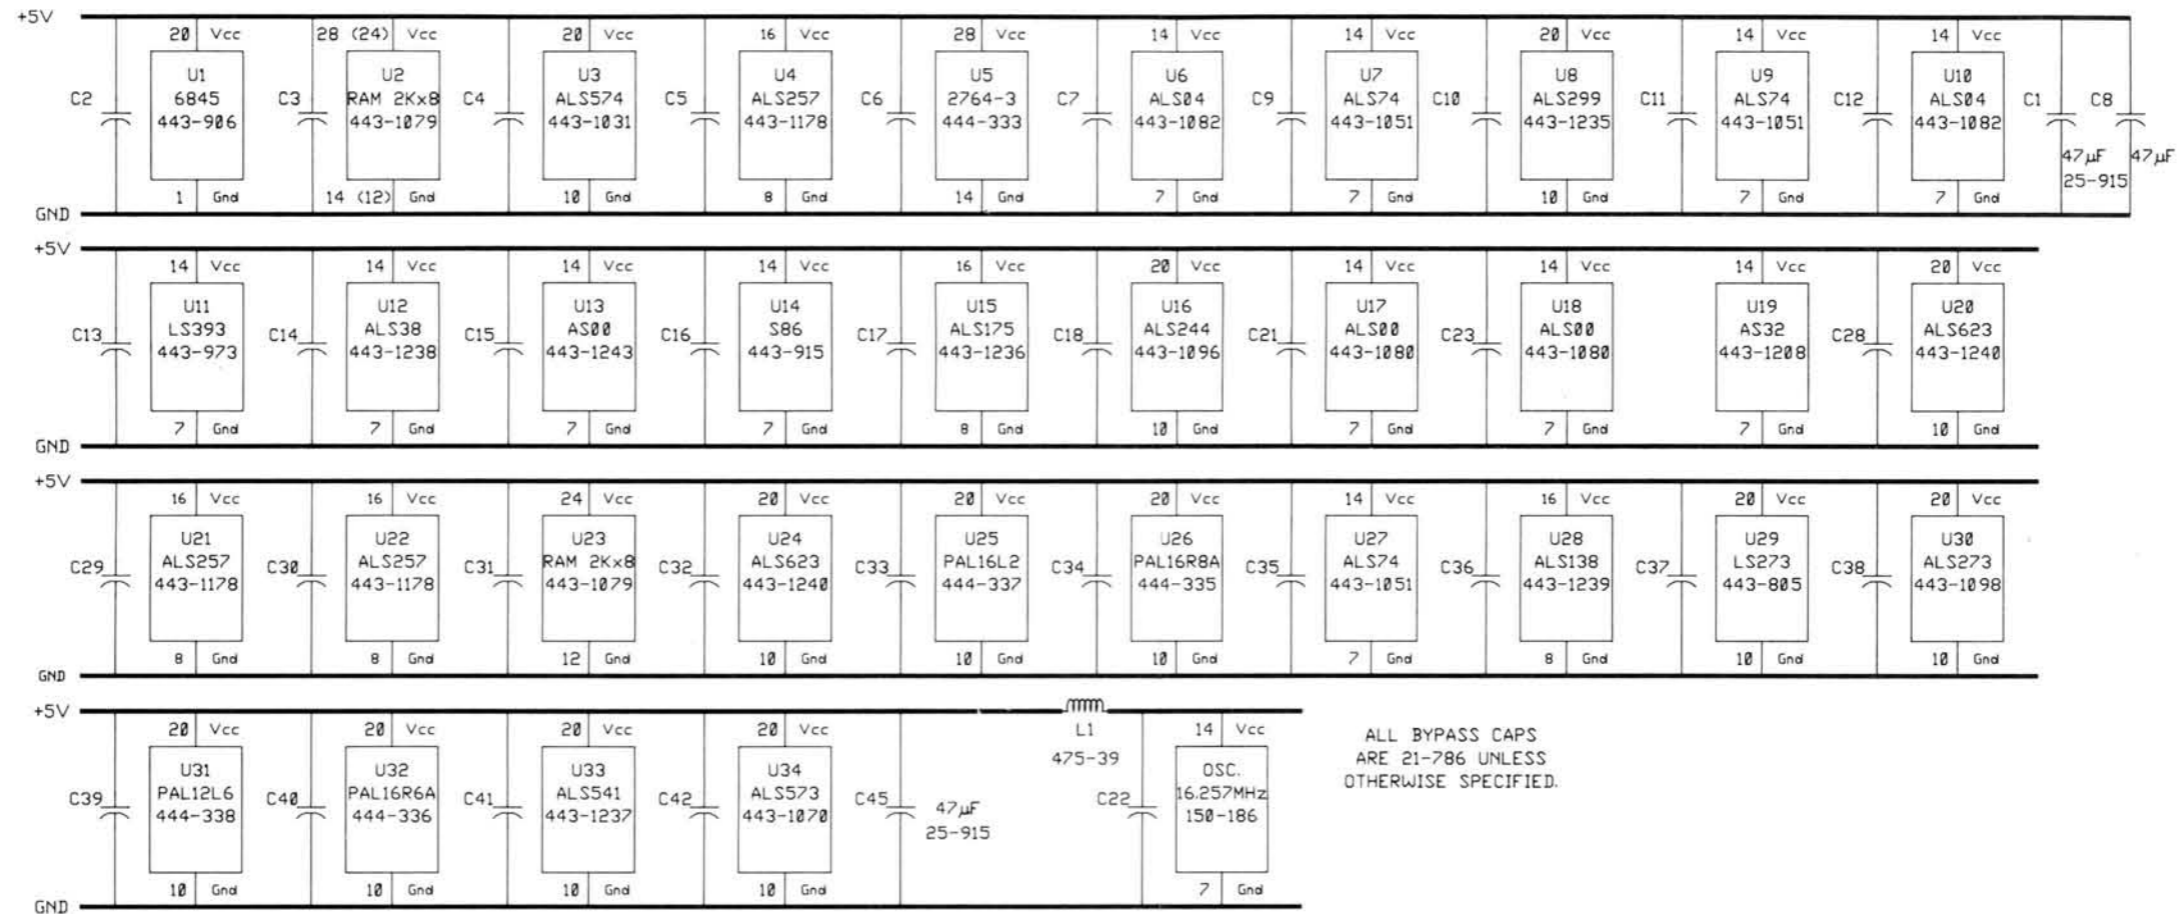 +5V
20 Vcc 28 (24) Vcc 20 Vcc 16 Vcc 28 Vcc 14 Vcc 14 Vcc 20 Vcc 14 Vcc 14 Vcc
U1 U2 U3 U4 U5 U6 U7 U8 U9 U10
C2 6845 C3 RAM 2Kx8 C4 ALS574 C5 ALS257 C6 2764-3 C7 ALS04 C9 ALS74 C10 ALS299 C11 ALS74 C12 ALS04 C1 C8
443-906 443-1079 443-1031 443-1178 444-333 443-1082 443-1051 443-1235 443-1051 443-1082
47µF 47µF
25-915
1 Gnd 14 (12) Gnd 10 Gnd 8 Gnd 14 Gnd 7 Gnd 7 Gnd 10 Gnd 7 Gnd 7 Gnd
GND
+5V
14 Vcc 14 Vcc 14 Vcc 14 Vcc 16 Vcc 20 Vcc 14 Vcc 14 Vcc 14 Vcc 20 Vcc
U11 U12 U13 U14 U15 U16 U17 U18 U19 U20
C13 LS393 C14 ALS38 C15 AS00 C16 S86 C17 ALS175 C18 ALS244 C21 ALS00 C23 ALS00 AS32 C28 ALS623
443-973 443-1238 443-1243 443-915 443-1236 443-1096 443-1080 443-1080 443-1208 443-1240
7 Gnd 7 Gnd 7 Gnd 7 Gnd 8 Gnd 10 Gnd 7 Gnd 7 Gnd 7 Gnd 10 Gnd
GND
+5V
16 Vcc 16 Vcc 24 Vcc 20 Vcc 20 Vcc 20 Vcc 14 Vcc 16 Vcc 20 Vcc 20 Vcc
U21 U22 U23 U24 U25 U26 U27 U28 U29 U30
C29 ALS257 C30 ALS257 C31 RAM 2Kx8 C32 ALS623 C33 PAL16L2 C34 PAL16R8A C35 ALS74 C36 ALS138 C37 LS273 C38 ALS273
443-1178 443-1178 443-1079 443-1240 444-337 444-335 443-1051 443-1239 443-805 443-1098
8 Gnd 8 Gnd 12 Gnd 10 Gnd 10 Gnd 10 Gnd 7 Gnd 8 Gnd 10 Gnd 10 Gnd
GND
+5V
20 Vcc 20 Vcc 20 Vcc 20 Vcc L1 14 Vcc
475-39
U31 U32 U33 U34 OSC.
C39 PAL12L6 C40 PAL16R6A C41 ALS541 C42 ALS573 C45 C22 16.257MHz
444-338 444-336 443-1237 443-1070 47µF 150-186
25-915
10 Gnd 10 Gnd 10 Gnd 10 Gnd 7 Gnd
GND
ALL BYPASS CAPS
ARE 21-786 UNLESS
OTHERWISE SPECIFIED.